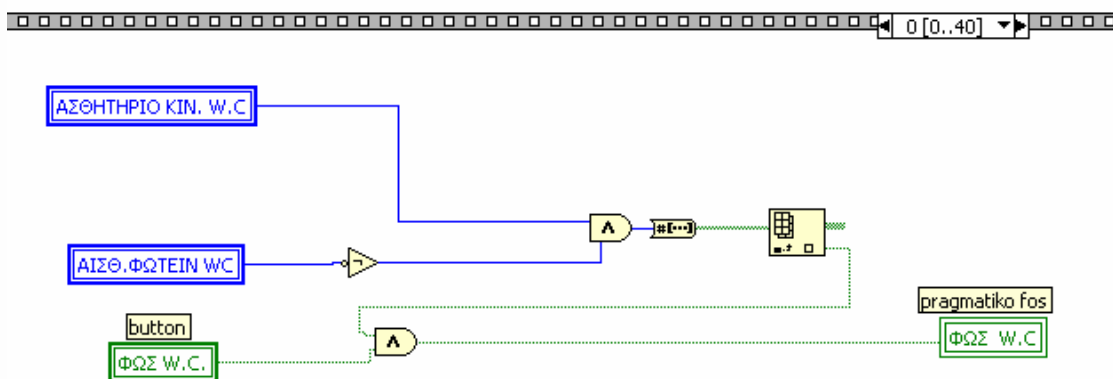 0 [0..40]
ΑΣΘΗΤΗΡΙΟ ΚΙΝ. W.C
#[...]
ΑΙΣΘ.ΦΩΤΕΙΝ WC
pragmatiko fos
ΦΩΣ W.C
button
ΦΩΣ W.C.